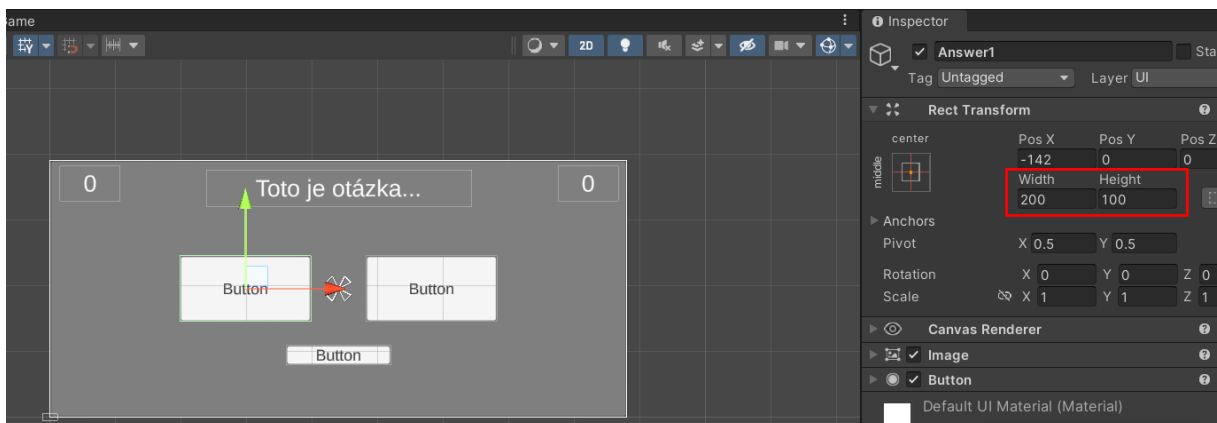 Game
2D
0
Toto je otázka...
0
Button
Button
Button
Inspector
Answer1
Sta
Tag Untagged Layer UI
Rect Transform
center
middle
Pos X Pos Y Pos Z
-142 0 0
Width Height
200 100
Anchors
Pivot X 0.5 Y 0.5
Rotation X 0 Y 0 Z 0
Scale X 1 Y 1 Z 1
Canvas Renderer
Image
Button
Default UI Material (Material)